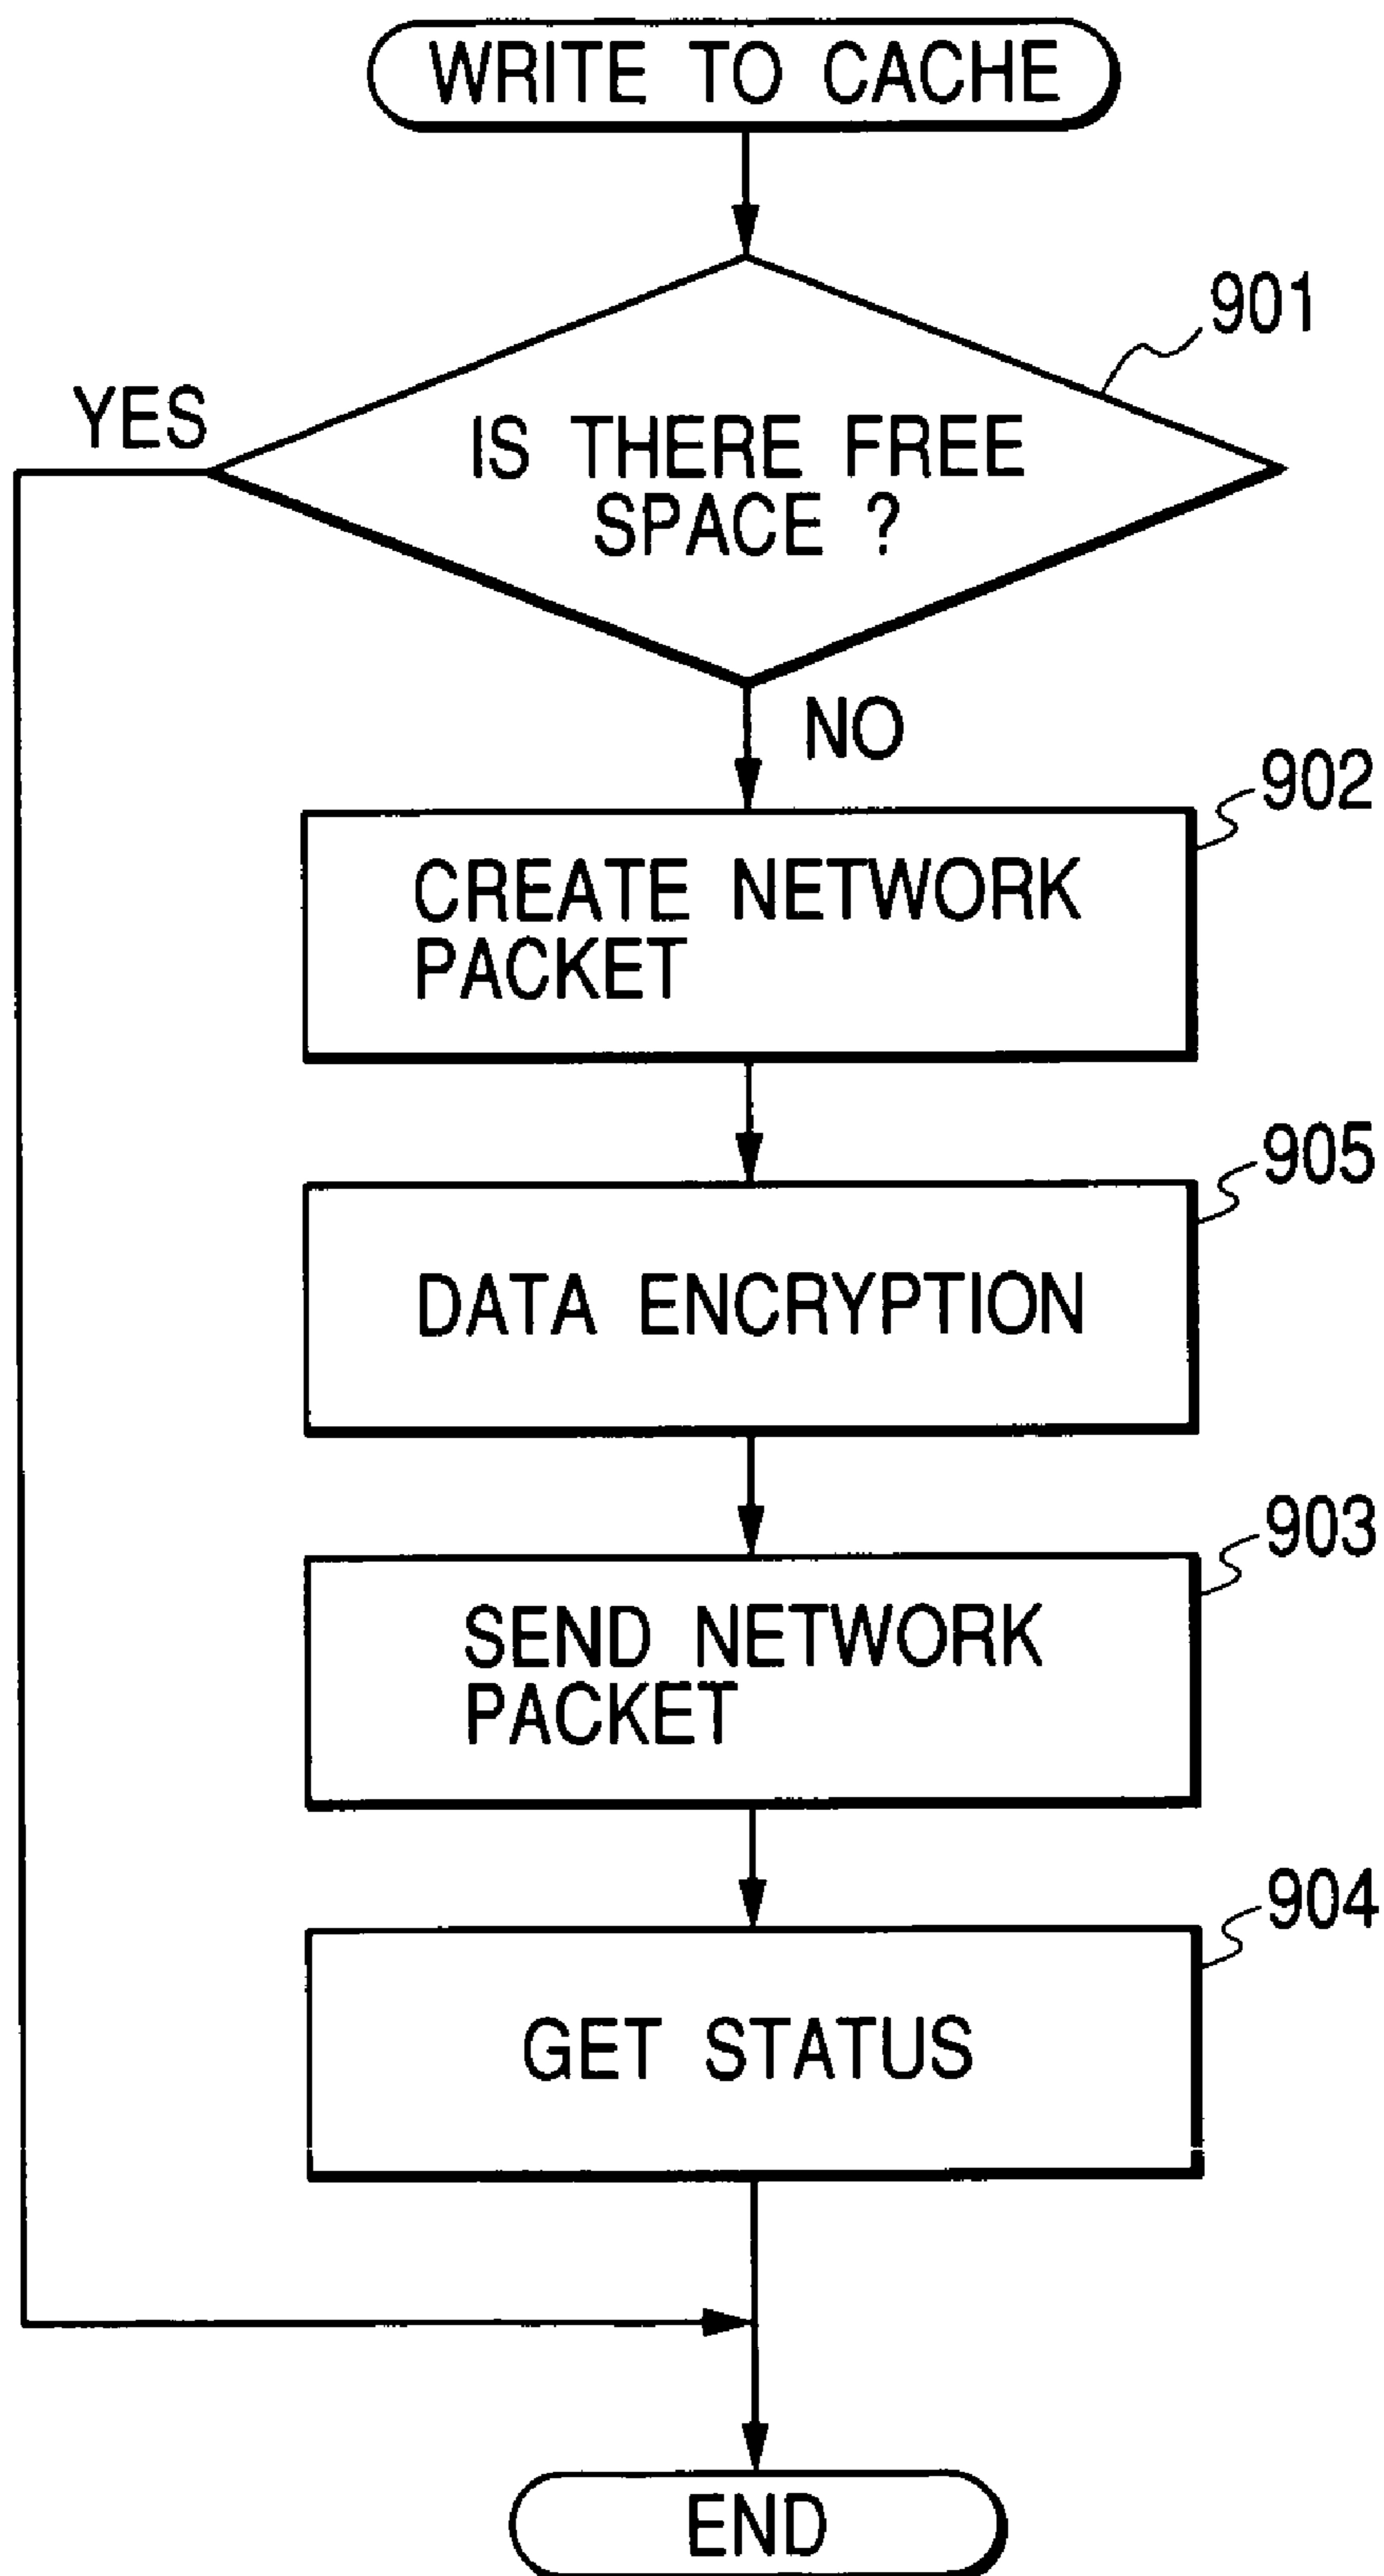 WRITE TO CACHE
901
YES
IS THERE FREE
SPACE ?
NO
902
CREATE NETWORK
PACKET
905
DATA ENCRYPTION
903
SEND NETWORK
PACKET
904
GET STATUS
END